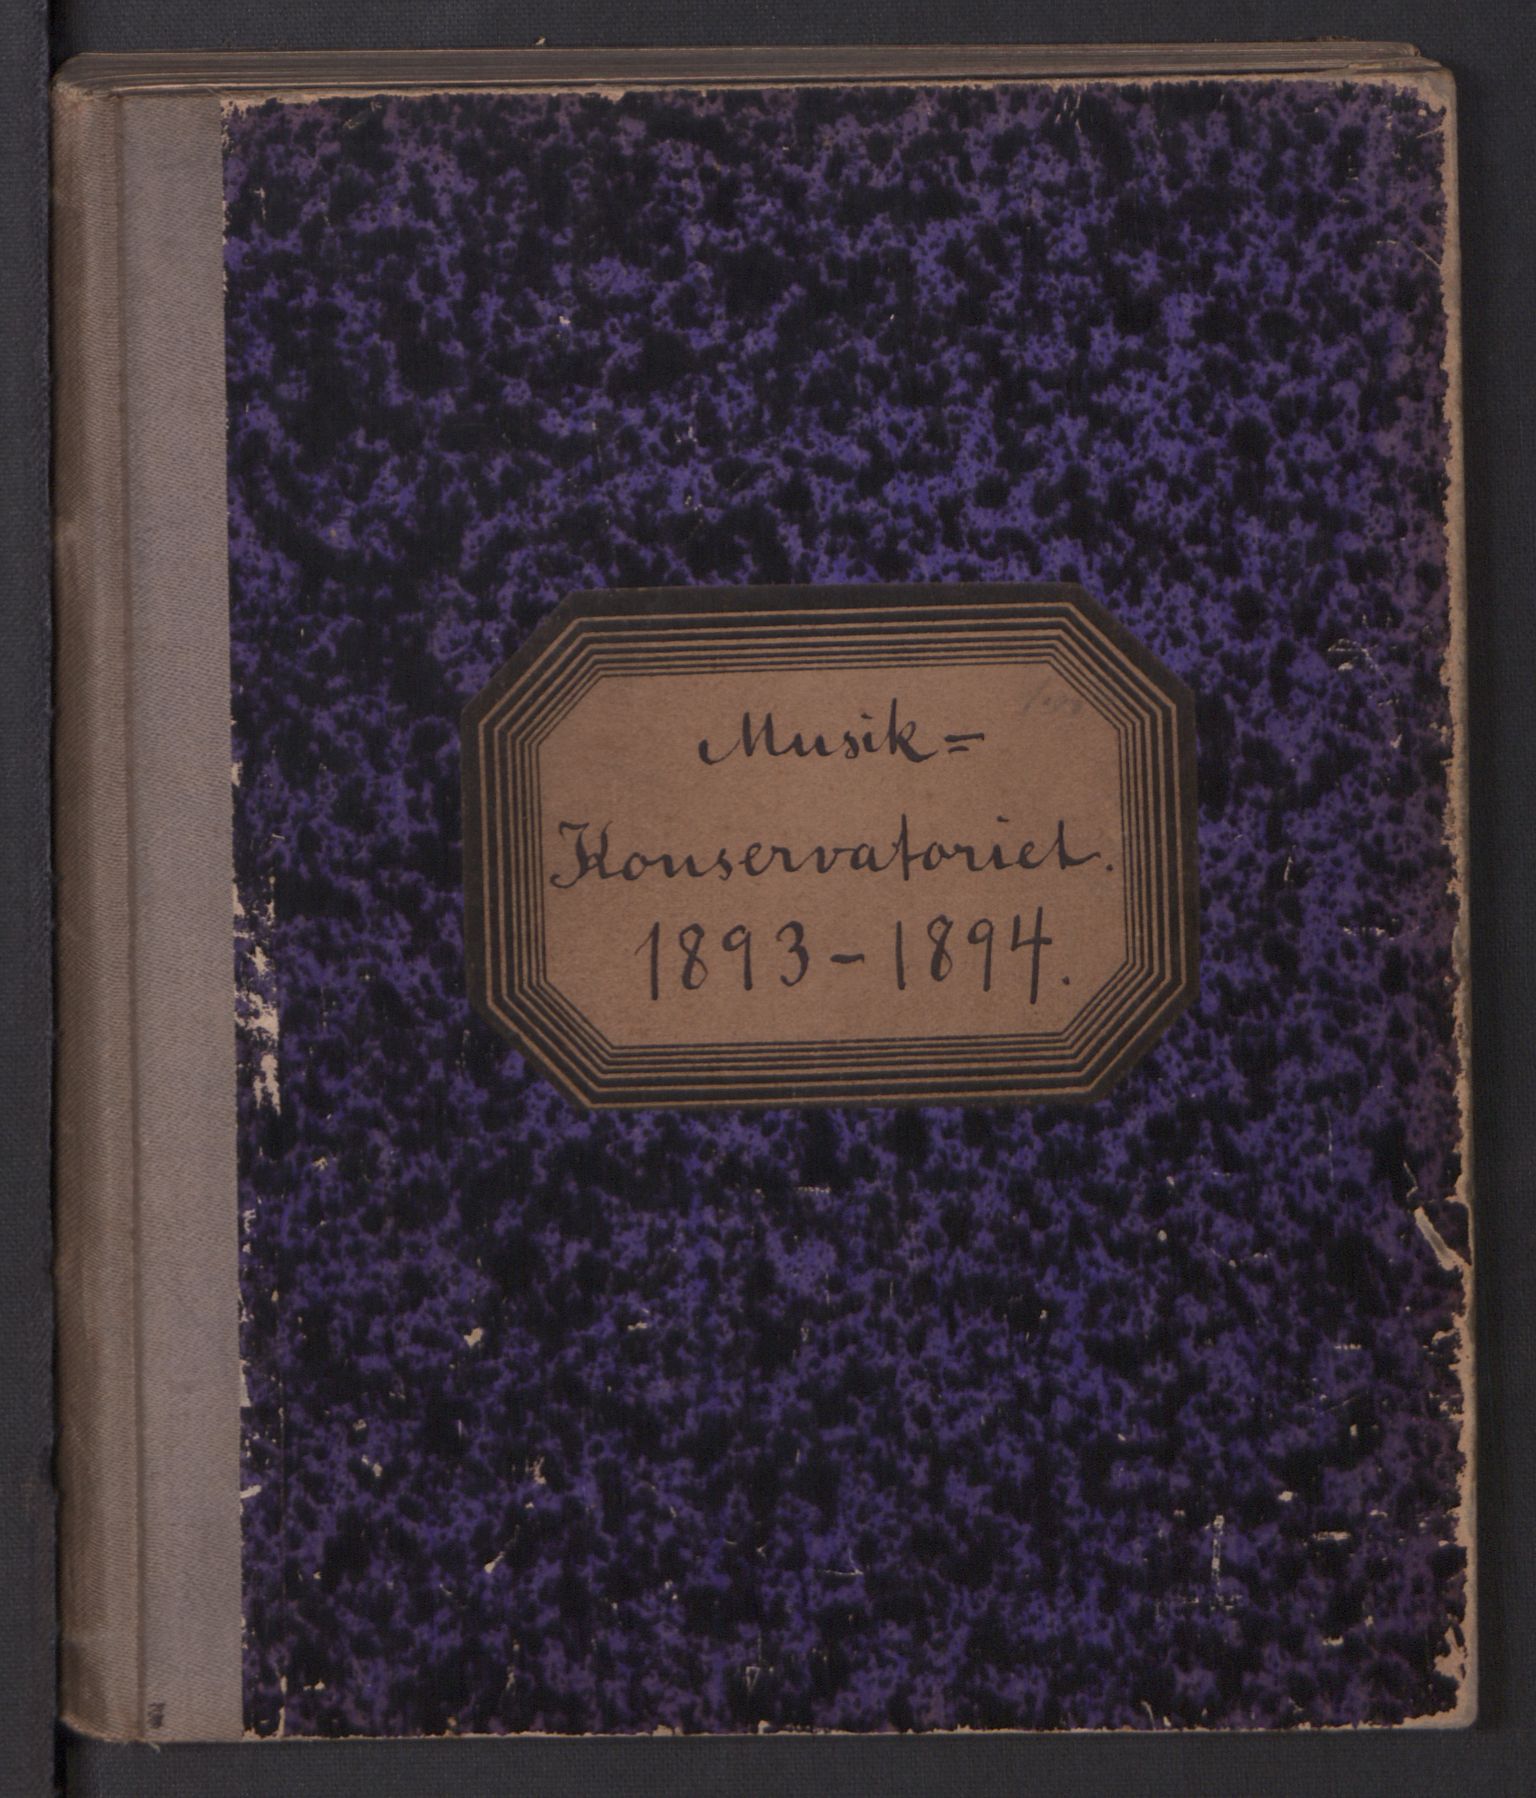 Musik=
Konservatoriet.
1893-1894.